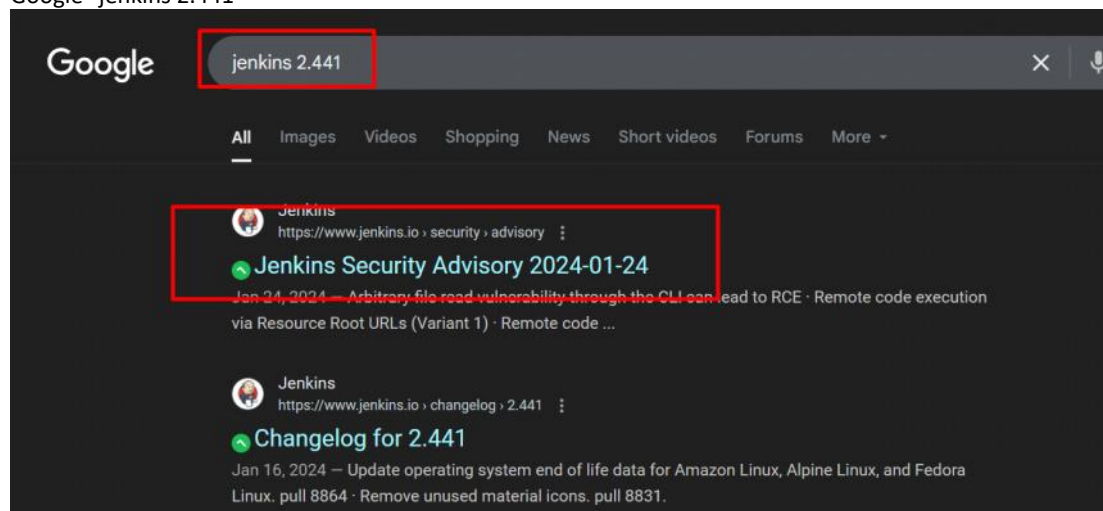 Google "jenkins 2.441"
Google
jenkins 2.441
All Images Videos Shopping News Short videos Forums More
Jenkins
https://www.jenkins.io › security › advisory
Jenkins Security Advisory 2024-01-24
Jan 24, 2024 — Arbitrary file read vulnerability through the CLI can lead to RCE · Remote code execution
via Resource Root URLs (Variant 1) · Remote code ...
Jenkins
https://www.jenkins.io › changelog › 2.441
Changelog for 2.441
Jan 16, 2024 — Update operating system end of life data for Amazon Linux, Alpine Linux, and Fedora
Linux. pull 8864 · Remove unused material icons. pull 8831.